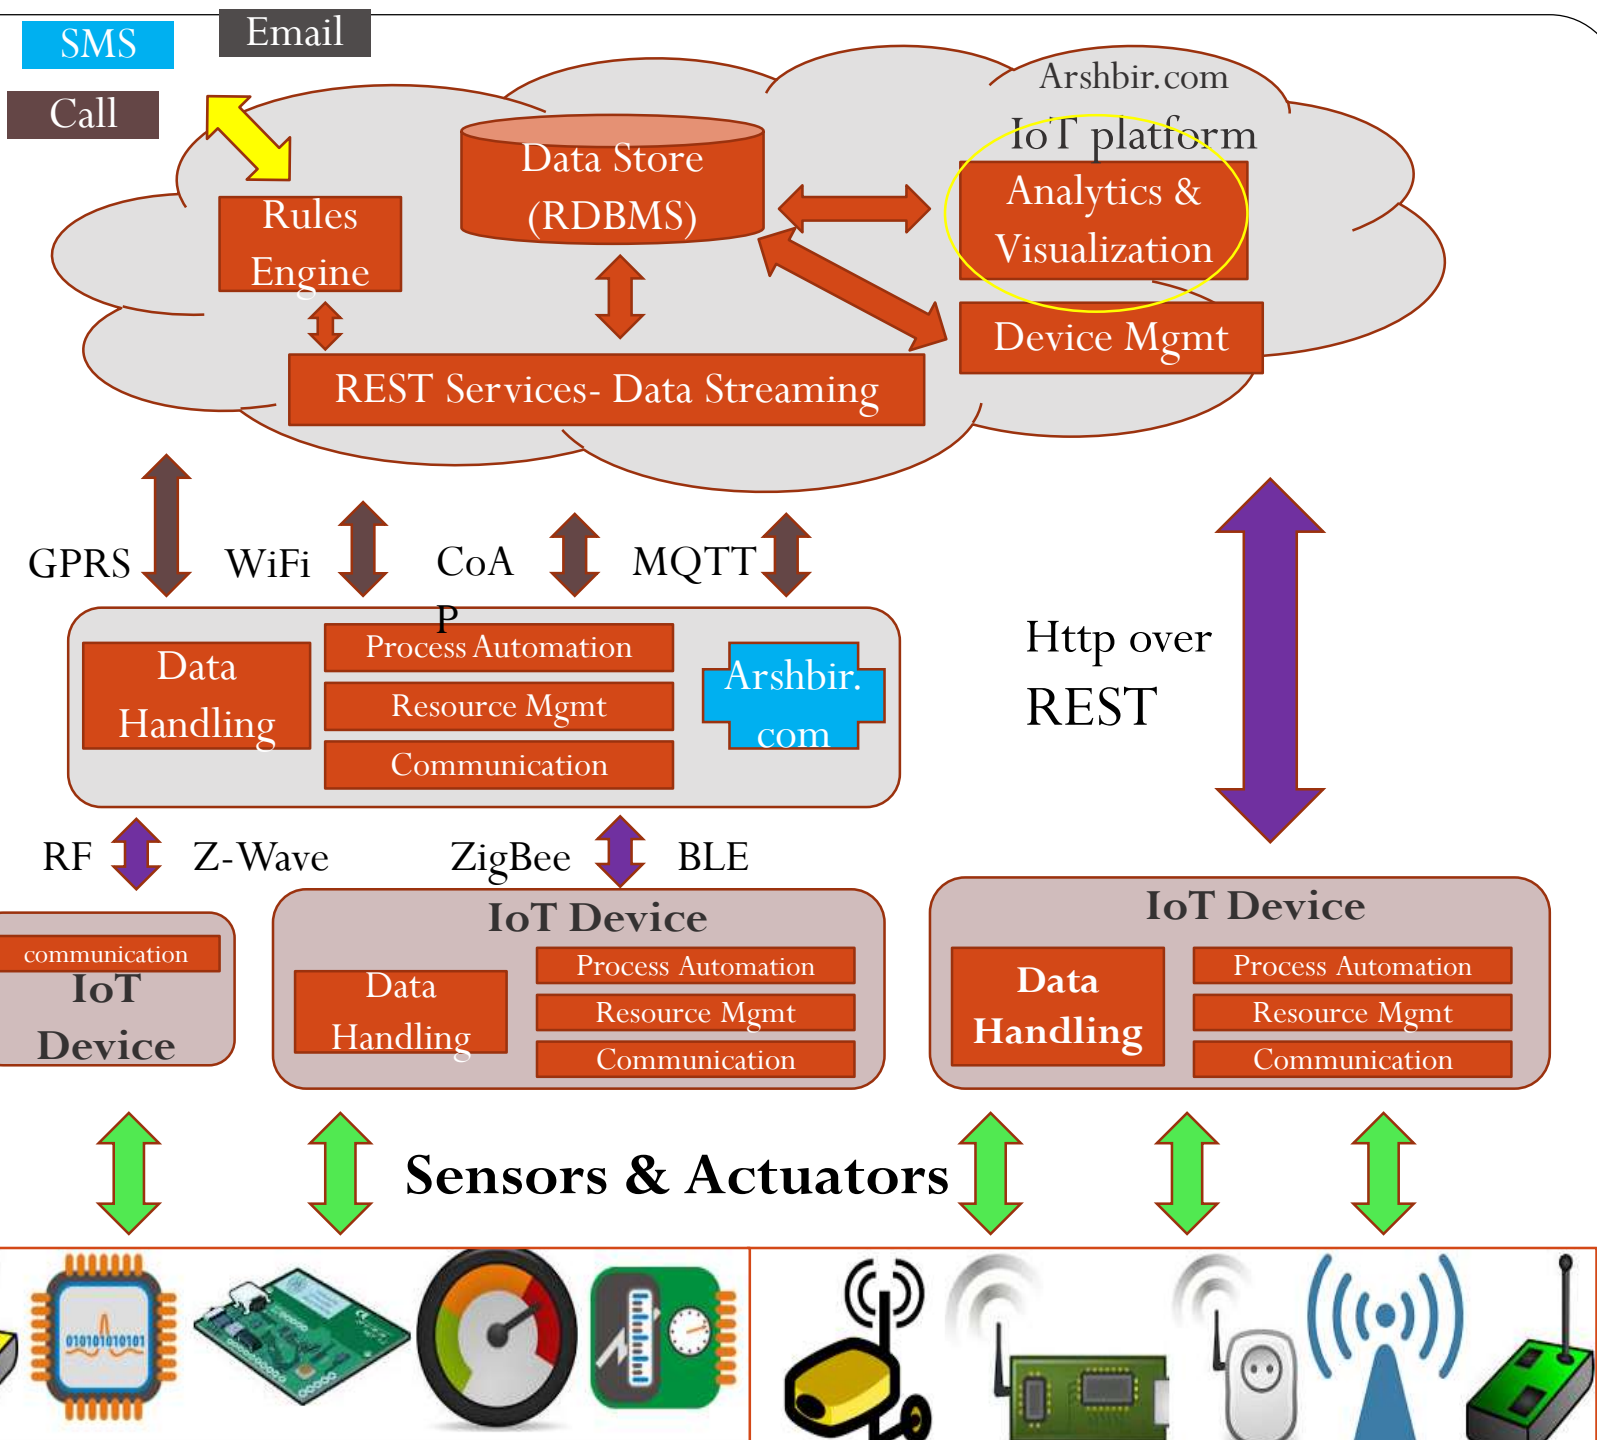 SMS
Email
Call
Arshbir.com
IoT platform
Data Store
(RDBMS)
Analytics &
Visualization
Rules
Engine
Device Mgmt
REST Services- Data Streaming
GPRS
WiFi
CoA
P
MQTT
Data
Handling
Process Automation
Resource Mgmt
Communication
Arshbir.
com
Http over
REST
RF
Z-Wave
ZigBee
BLE
communication
IoT
Device
IoT Device
Data
Handling
Process Automation
Resource Mgmt
Communication
IoT Device
Data
Handling
Process Automation
Resource Mgmt
Communication
Sensors & Actuators
010101010101